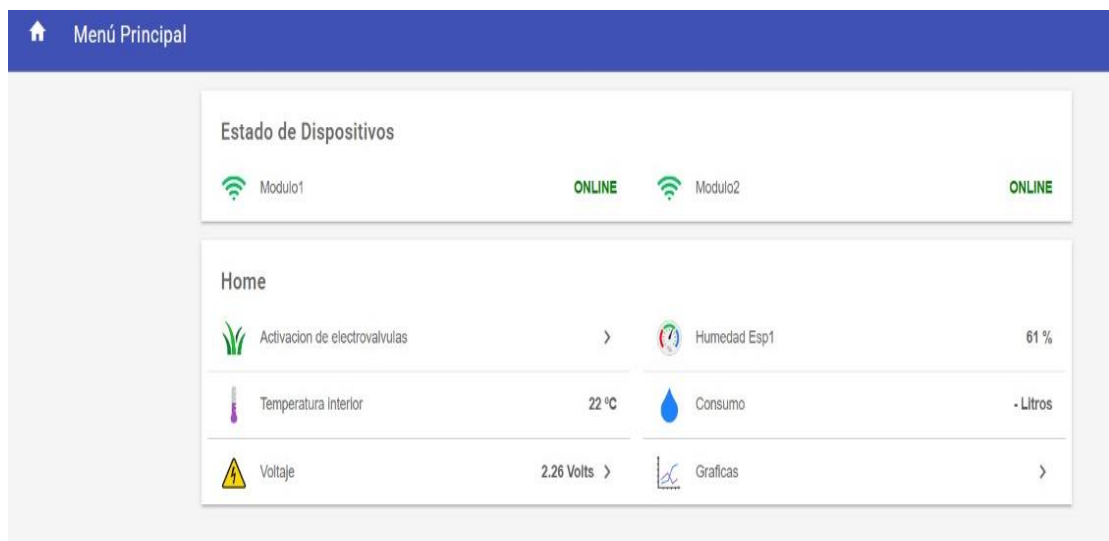 Menú Principal
Estado de Dispositivos
Modulo1 ONLINE Modulo2 ONLINE
Home
Activacion de electrovalvulas > Humedad Esp1 61 %
Temperatura interior 22 ºC Consumo - Litros
Voltaje 2.26 Volts > Graficas >